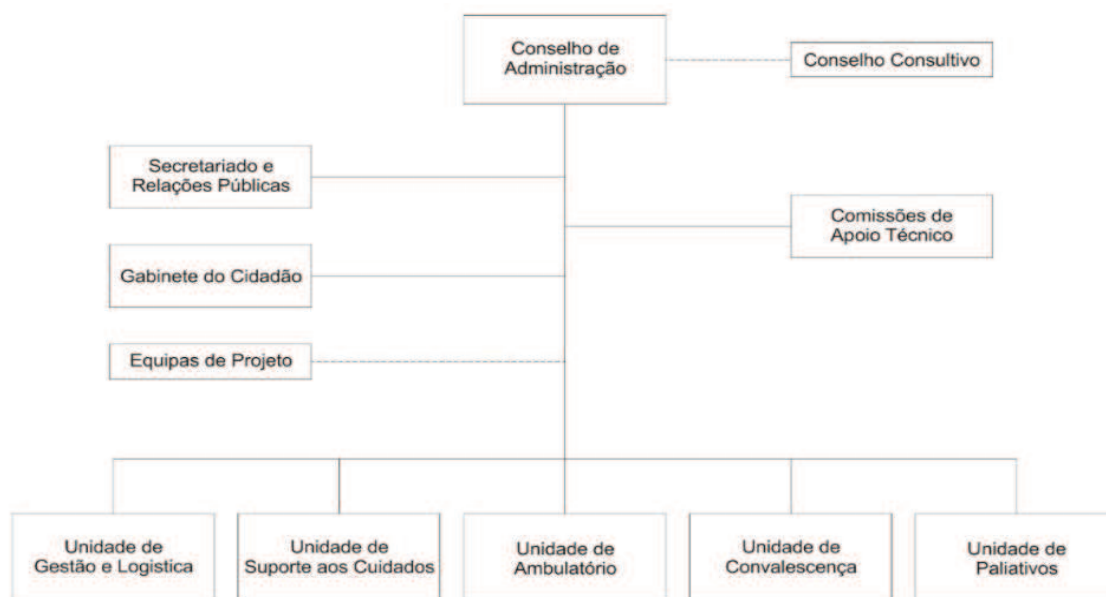 Conselho de
Administração
Conselho Consultivo
Secretariado e
Relações Públicas
Comissões de
Apoio Técnico
Gabinete do Cidadão
Equipas de Projeto
Unidade de
Gestão e Logistica
Unidade de
Suporte aos Cuidados
Unidade de
Ambulatório
Unidade de
Convalescença
Unidade de
Paliativos